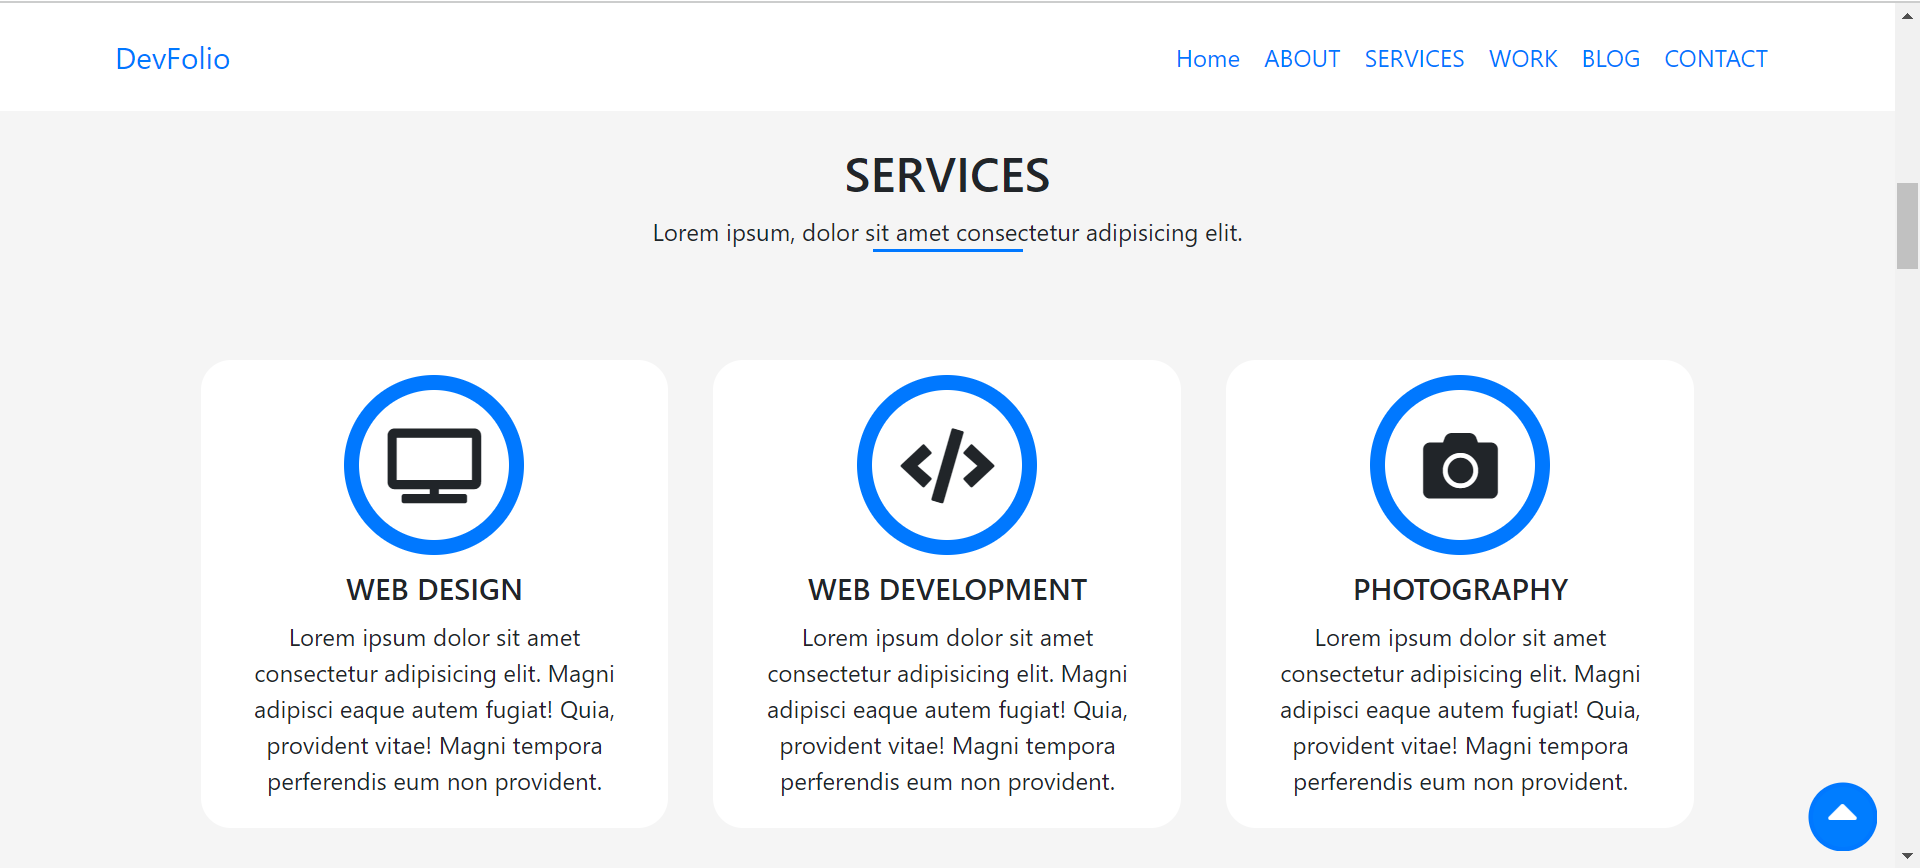 DevFolio
Home ABOUT SERVICES WORK BLOG CONTACT
SERVICES
Lorem ipsum, dolor sit amet consectetur adipisicing elit.
WEB DESIGN
Lorem ipsum dolor sit amet
consectetur adipisicing elit. Magni
adipisci eaque autem fugiat! Quia,
provident vitae! Magni tempora
perferendis eum non provident.
WEB DEVELOPMENT
Lorem ipsum dolor sit amet
consectetur adipisicing elit. Magni
adipisci eaque autem fugiat! Quia,
provident vitae! Magni tempora
perferendis eum non provident.
PHOTOGRAPHY
Lorem ipsum dolor sit amet
consectetur adipisicing elit. Magni
adipisci eaque autem fugiat! Quia,
provident vitae! Magni tempora
perferendis eum non provident.